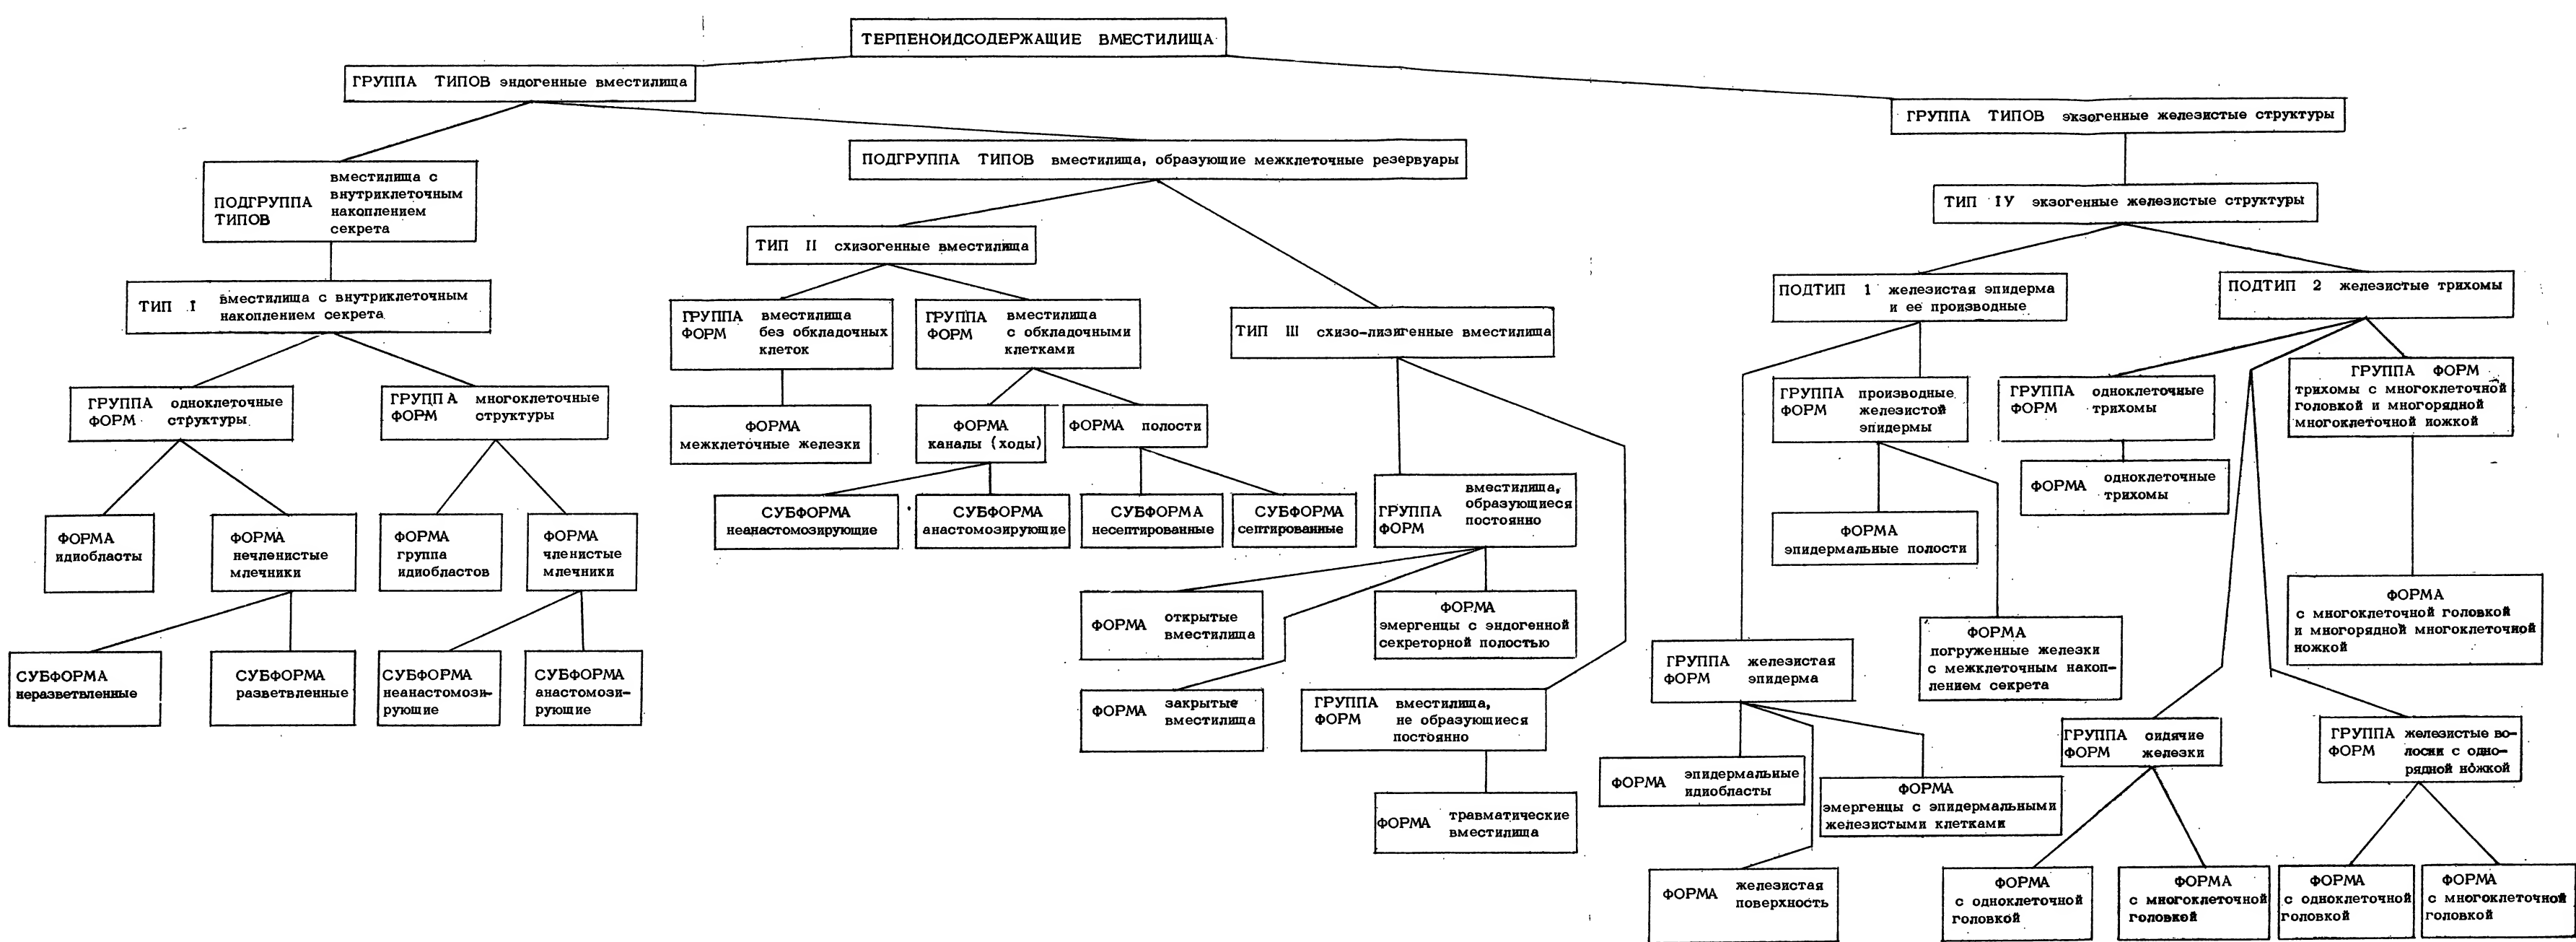 ТЕРПЕНОИДСОДЕРЖАЩИЕ ВМЕСТИЛИЩА
ГРУППА ТИПОВ эндогенные вместилища
ГРУППА ТИПОВ экзогенные железистые структуры
ПОДГРУППА ТИПОВ
вместилища с
внутриклеточным
накоплением
секрета
ПОДГРУППА ТИПОВ вместилища, образующие межклеточные резервуары
ТИП IУ экзогенные железистые структуры
ТИП I вместилища с внутриклеточным
накоплением секрета
ТИП II схизогенные вместилища
ТИП III схизо-лизигенные вместилища
ПОДТИП 1 железистая эпидерма
и ее производные
ПОДТИП 2 железистые трихомы
ГРУППА одноклеточные
ФОРМ структуры
ГРУППА многоклеточные
ФОРМ структуры
ГРУППА вместилища
ФОРМ без обкладочных
клеток
ГРУППА вместилища
ФОРМ с обкладочными
клетками
ФОРМА
межклеточные железки
ФОРМА
каналы (ходы)
ФОРМА полости
ГРУППА производные
ФОРМ железистой
эпидермы
ГРУППА одноклеточные
ФОРМ трихомы
ГРУППА ФОРМ
трихомы с многоклеточной
головкой и многорядной
многоклеточной ножкой
ФОРМА
идиобласты
ФОРМА
нечленистые
млечники
ФОРМА
группа
идиобластов
ФОРМА
членистые
млечники
СУБФОРМА
неанастомозирующие
СУБФОРМА
анастомозирующие
СУБФОРМА
несептированные
СУБФОРМА
септированные
ГРУППА
ФОРМ
вместилища,
образующиеся
постоянно
ФОРМА одноклеточные
трихомы
ФОРМА
эпидермальные полости
СУБФОРМА
неразветвленные
СУБФОРМА
разветвленные
СУБФОРМА
неанастомози-
рующие
СУБФОРМА
анастомози-
рующие
ФОРМА открытые
вместилища
ФОРМА
эмергенцы с эндогенной
секреторной полостью
ФОРМА закрытые
вместилища
ГРУППА вместилища,
ФОРМ не образующиеся
постоянно
ФОРМА травматические
вместилища
ГРУППА железистая
ФОРМ эпидерма
ФОРМА
погруженные железки
с межклеточным накоп-
лением секрета
ФОРМА
с многоклеточной головкой
и многорядной многоклеточной
ножкой
ГРУППА сидячие
ФОРМ железки
ГРУППА железистые во-
ФОРМ лоски с одно-
рядной ножкой
ФОРМА эпидермальные
идиобласты
ФОРМА
эмергенцы с эпидермальными
железистыми клетками
ФОРМА железистая
поверхность
ФОРМА
с одноклеточной
головкой
ФОРМА
с многоклеточной
головкой
ФОРМА
с одноклеточной
головкой
ФОРМА
с многоклеточной
головкой